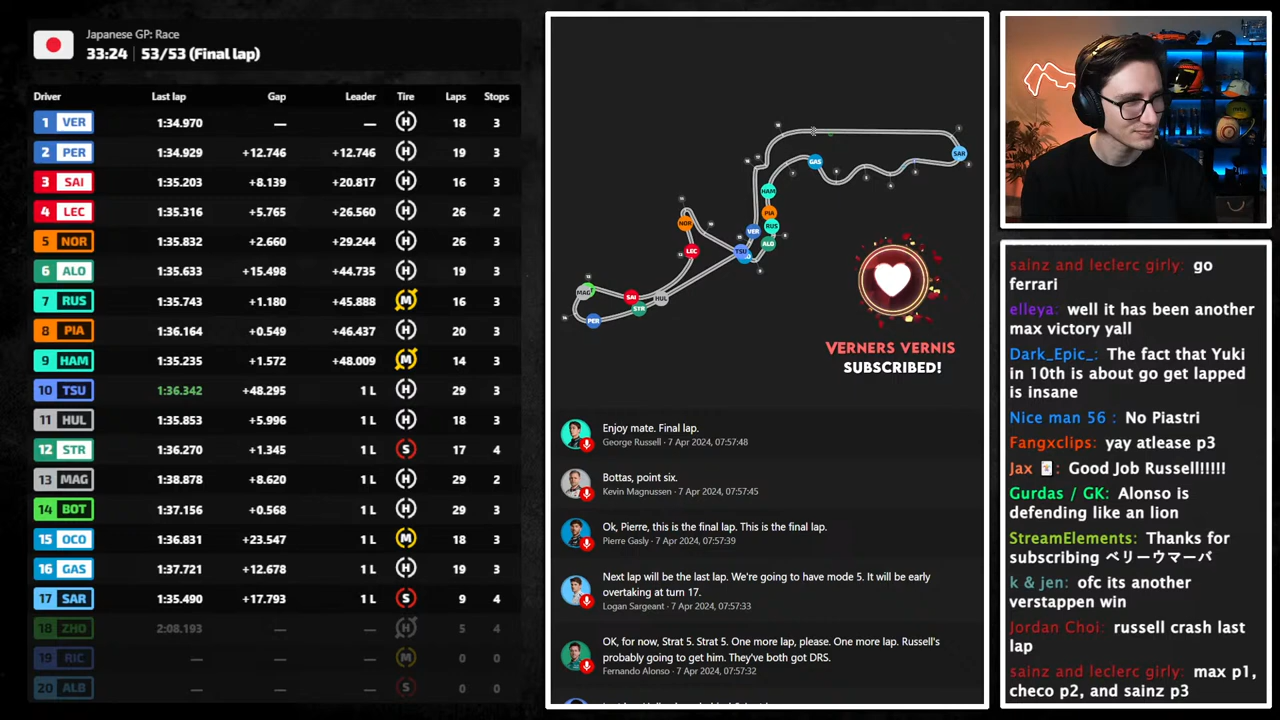 Japanese GP: Race
33:24 | 53/53 (Final lap)
Driver Last lap Gap Leader Tire Laps Stops
1 VER 1:34.970 — — H 18 3
2 PER 1:34.929 +12.746 +12.746 H 19 3
3 SAI 1:35.203 +8.139 +20.817 H 16 3
4 LEC 1:35.316 +5.765 +26.560 H 26 2
5 NOR 1:35.832 +2.660 +29.244 H 26 3
6 ALO 1:35.633 +15.498 +44.735 H 19 3
7 RUS 1:35.743 +1.180 +45.888 M 16 3
8 PIA 1:36.164 +0.549 +46.437 H 20 3
9 HAM 1:35.235 +1.572 +48.009 M 14 3
10 TSU 1:36.342 +48.295 1 L H 29 3
11 HUL 1:35.853 +5.996 1 L H 18 3
12 STR 1:36.270 +1.345 1 L S 17 4
13 MAG 1:38.878 +8.620 1 L H 29 2
14 BOT 1:37.156 +0.568 1 L H 29 3
15 OCO 1:36.831 +23.547 1 L M 18 3
16 GAS 1:37.721 +12.678 1 L H 19 3
17 SAR 1:35.490 +17.793 1 L S 9 4
18 ZHO 2:08.193 — — H 5 4
19 RIC — — — M 0 0
20 ALB — — — S 0 0
SAR
GAS
HAM
PIA
NOR
RUS
VER
ALO
LEC
TSU
MAG
SAI
HUL
STR
PER
VERNERS VERNIS
SUBSCRIBED!
Enjoy mate. Final lap.
George Russell - 7 Apr 2024, 07:57:48
Bottas, point six.
Kevin Magnussen - 7 Apr 2024, 07:57:45
Ok, Pierre, this is the final lap. This is the final lap.
Pierre Gasly - 7 Apr 2024, 07:57:39
Next lap will be the last lap. We're going to have mode 5. It will be early
overtaking at turn 17.
Logan Sargeant - 7 Apr 2024, 07:57:33
OK, for now, Strat 5. Strat 5. One more lap, please. One more lap. Russell's
probably going to get him. They've both got DRS.
Fernando Alonso - 7 Apr 2024, 07:57:32
sainz and leclerc girly: go
ferrari
elleya: well it has been another
max victory yall
Dark_Epic_: The fact that Yuki
in 10th is about go get lapped
is insane
Nice man 56 : No Piastri
Fangxclips: yay atlease p3
Jax 🃏: Good Job Russell!!!!!
Gurdas / GK: Alonso is
defending like an lion
StreamElements: Thanks for
subscribing ベリーウマーバ
k & jen: ofc its another
verstappen win
Jordan Choi: russell crash last
lap
sainz and leclerc girly: max p1,
checo p2, and sainz p3